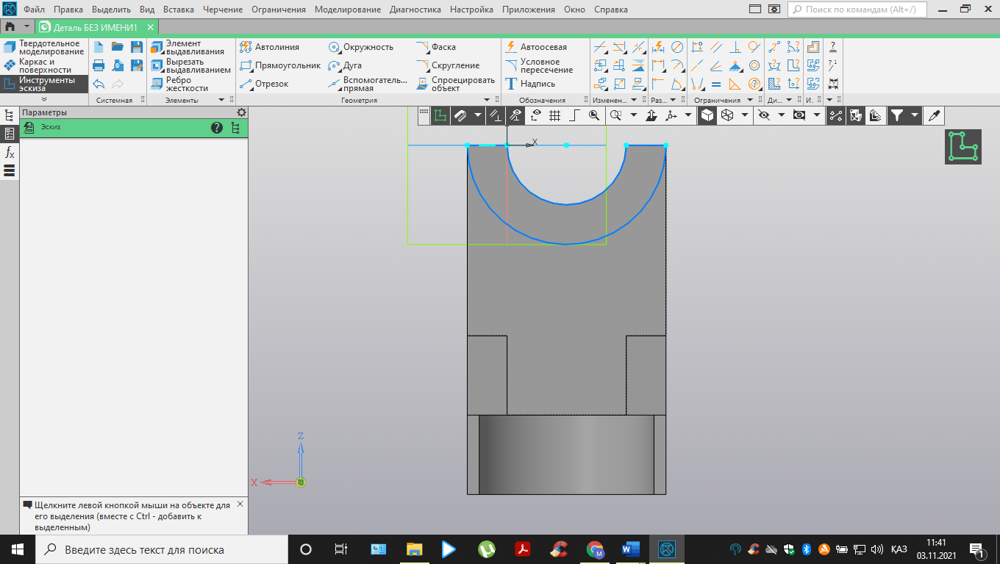 Файл Правка Выделить Вид Вставка Черчение Ограничения Моделирование Диагностика Настройка Приложения Окно Справка Поиск по командам (Alt+/)
Деталь БЕЗ ИМЕНИ1
Твердотельное моделирование
Каркас и поверхности
Инструменты эскиза
Системная
Элемент выдавливания
Вырезать выдавливанием
Ребро жесткости
Элементы
Автолиния Окружность Фаска
Прямоугольник Дуга Скругление
Отрезок Вспомогатель... прямая Спроецировать объект
Геометрия
Автоосевая
Условное пересечение
Надпись
Обозначения
Изменен... Раз... Ограничения Ди... И.
Параметры
Эскиз
X
Z
X
Щелкните левой кнопкой мыши на объекте для
его выделения (вместе с Ctrl - добавить к
выделенным)
Введите здесь текст для поиска
ҚАЗ
11:41
03.11.2021
1